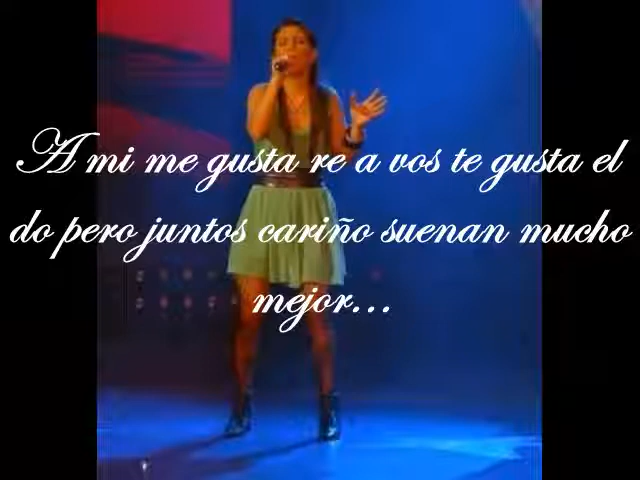 A mi me gusta re a vos te gusta el
do pero juntos cariño suenan mucho
mejor...